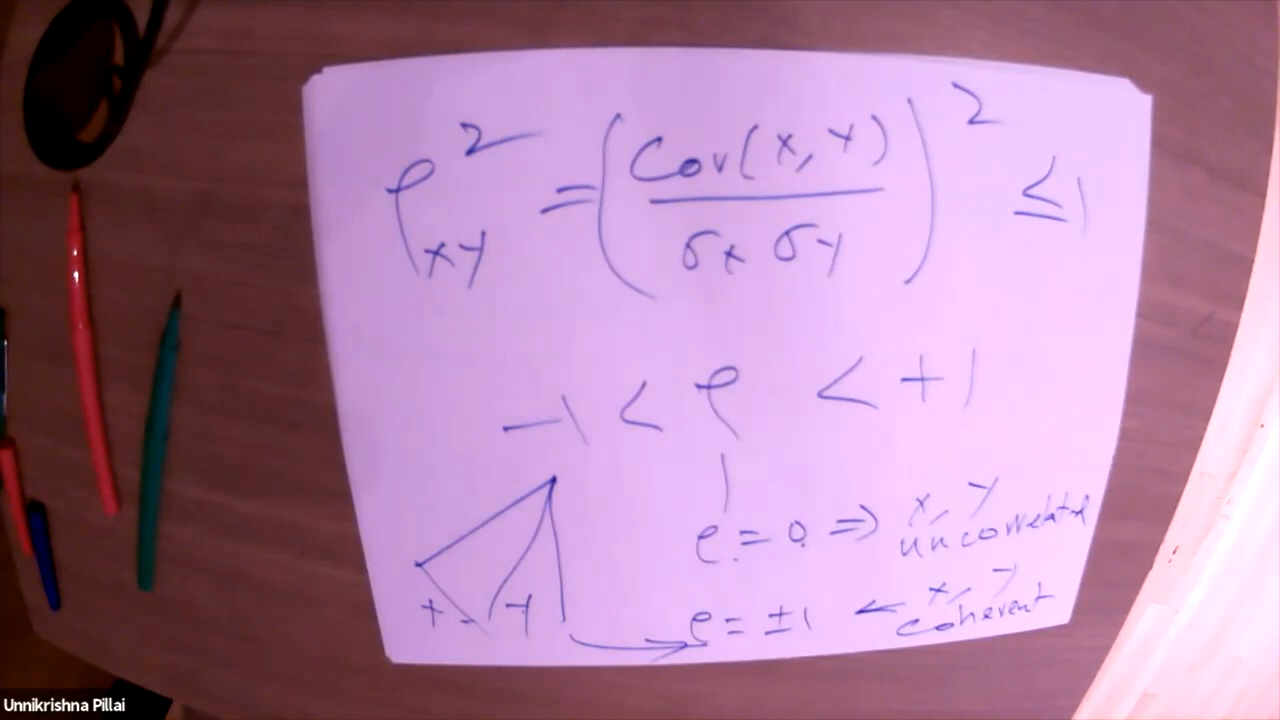 ρ²xy = (Cov(x, y) / σx σy)² ≤ 1
-1 < ρ < +1
ρ = 0 ⇒ x, y uncorrelated
ρ = ±1 ← x, y coherent
Unnikrishna Pillai